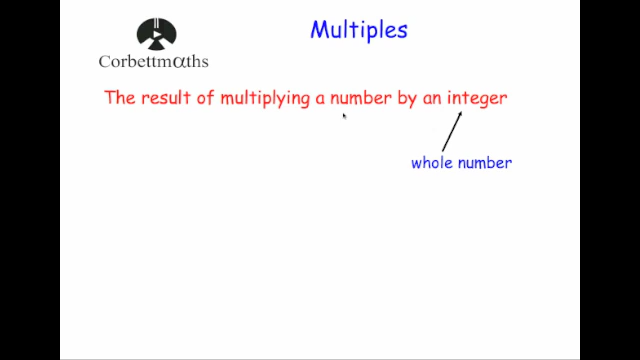 Multiples
Corbettmαths
The result of multiplying a number by an integer
whole number